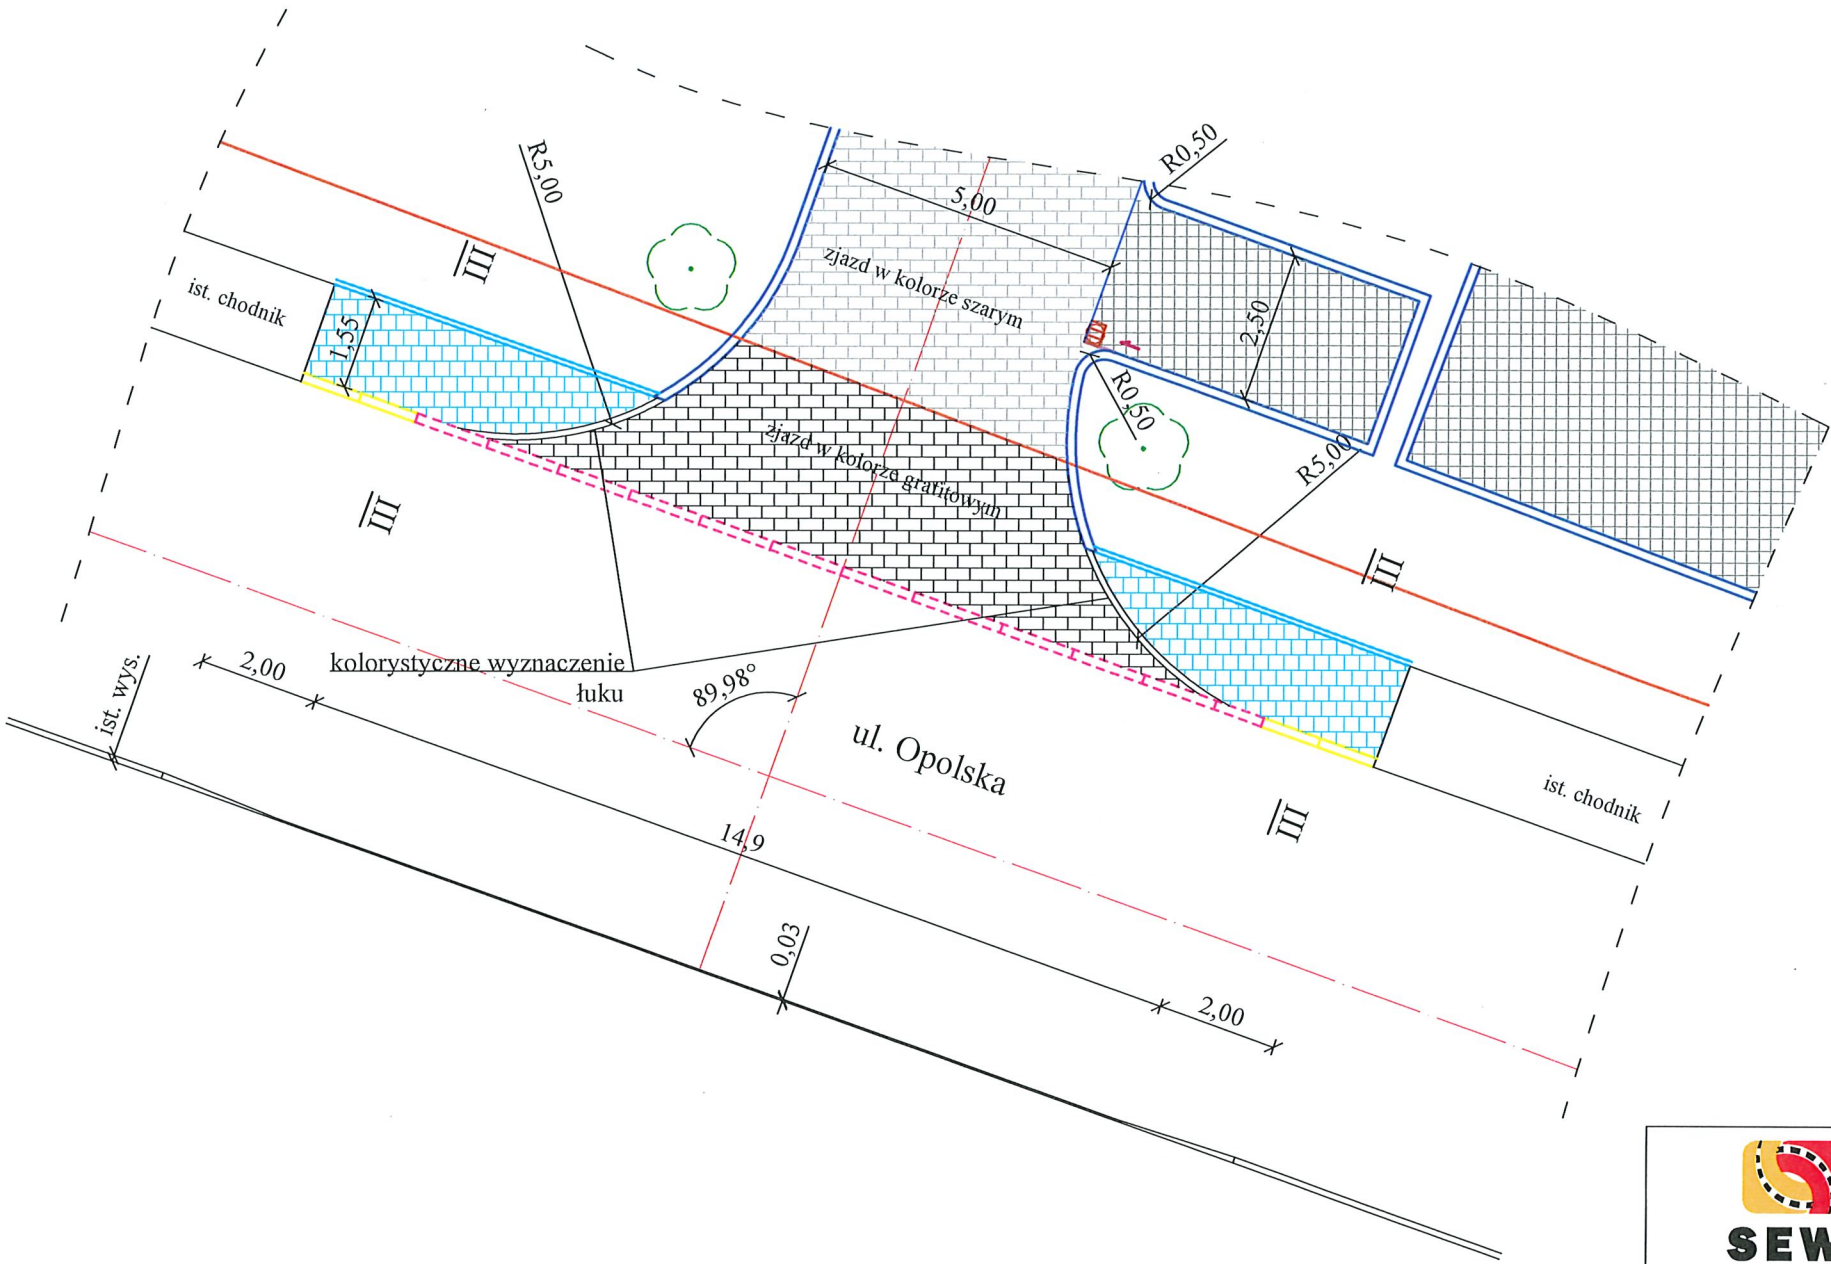 R0,50
R5,00
5,00
III
zjazd w kolorze szarym
ist. chodnik
1,55
2,50
R0,50
zjazd w kolorze grafitowym
R5,00
III
III
ist. wys.
2,00
kolorystyczne wyznaczenie
łuku
89,98°
ul. Opolska
ist. chodnik
III
14,9
0,03
2,00
SEW